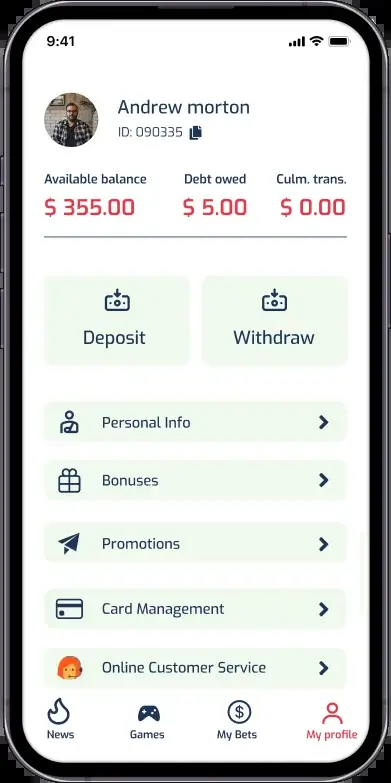 9:41
Andrew morton
ID: 090335
Available balance Debt owed Culm. trans.
$ 355.00 $ 5.00 $ 0.00
Deposit Withdraw
Personal Info
Bonuses
Promotions
Card Management
Online Customer Service
News Games My Bets My profile